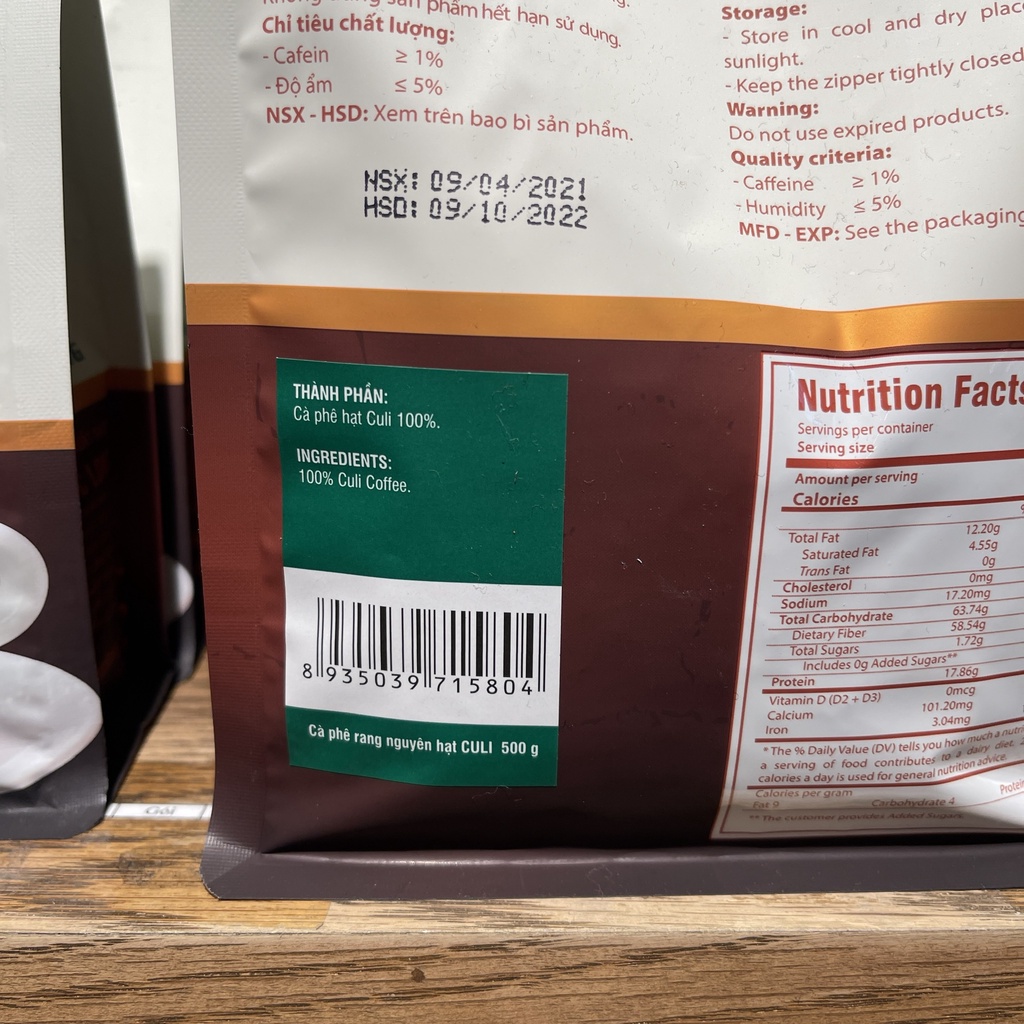 phẩm hết hạn sử dụng.
Chỉ tiêu chất lượng:
- Cafein ≥ 1%
- Độ ẩm ≤ 5%
NSX - HSD: Xem trên bao bì sản phẩm.
NSX: 09/04/2021
HSD: 09/10/2022
Storage:
- Store in cool and dry place
sunlight.
- Keep the zipper tightly closed
Warning:
Do not use expired products.
Quality criteria:
- Caffeine ≥ 1%
- Humidity ≤ 5%
MFD - EXP: See the packaging
THÀNH PHẦN:
Cà phê hạt Culi 100%.
INGREDIENTS:
100% Culi Coffee.
8 935039 715804
Cà phê rang nguyên hạt CULI 500 g
Nutrition Facts
Servings per container
Serving size
Amount per serving
Calories
Total Fat 12.20g
Saturated Fat 4.55g
Trans Fat 0g
Cholesterol 0mg
Sodium 17.20mg
Total Carbohydrate 63.74g
Dietary Fiber 58.54g
Total Sugars 1.72g
Includes 0g Added Sugars**
Protein 17.86g
Vitamin D (D2 + D3) 0mcg
Calcium 101.20mg
Iron 3.04mg
* The % Daily Value (DV) tells you how much a
a serving of food contributes to a daily diet.
calories a day is used for general nutrition advice
Calories per gram
Fat 9 Carbohydrate 4 Protein
** The customer provides Added Sugars
Gói